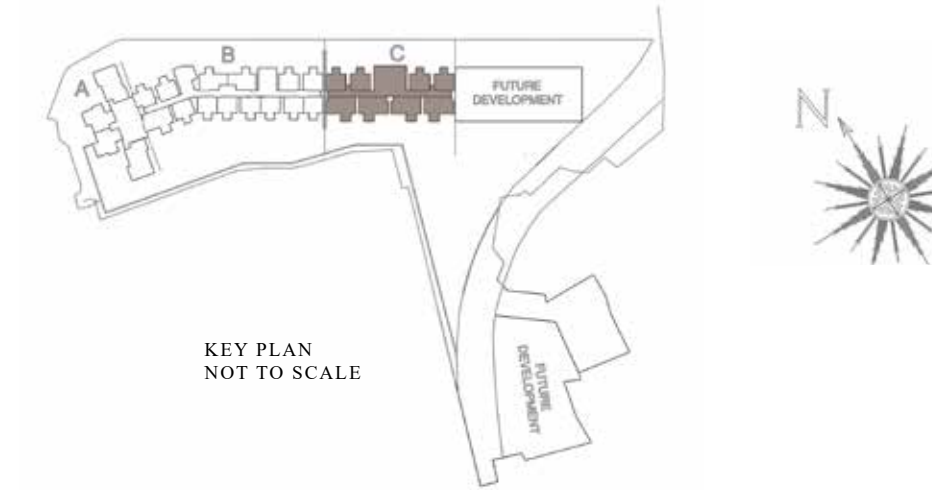 B
C
A
FUTURE
DEVELOPMENT
N
KEY PLAN
NOT TO SCALE
FUTURE
DEVELOPMENT